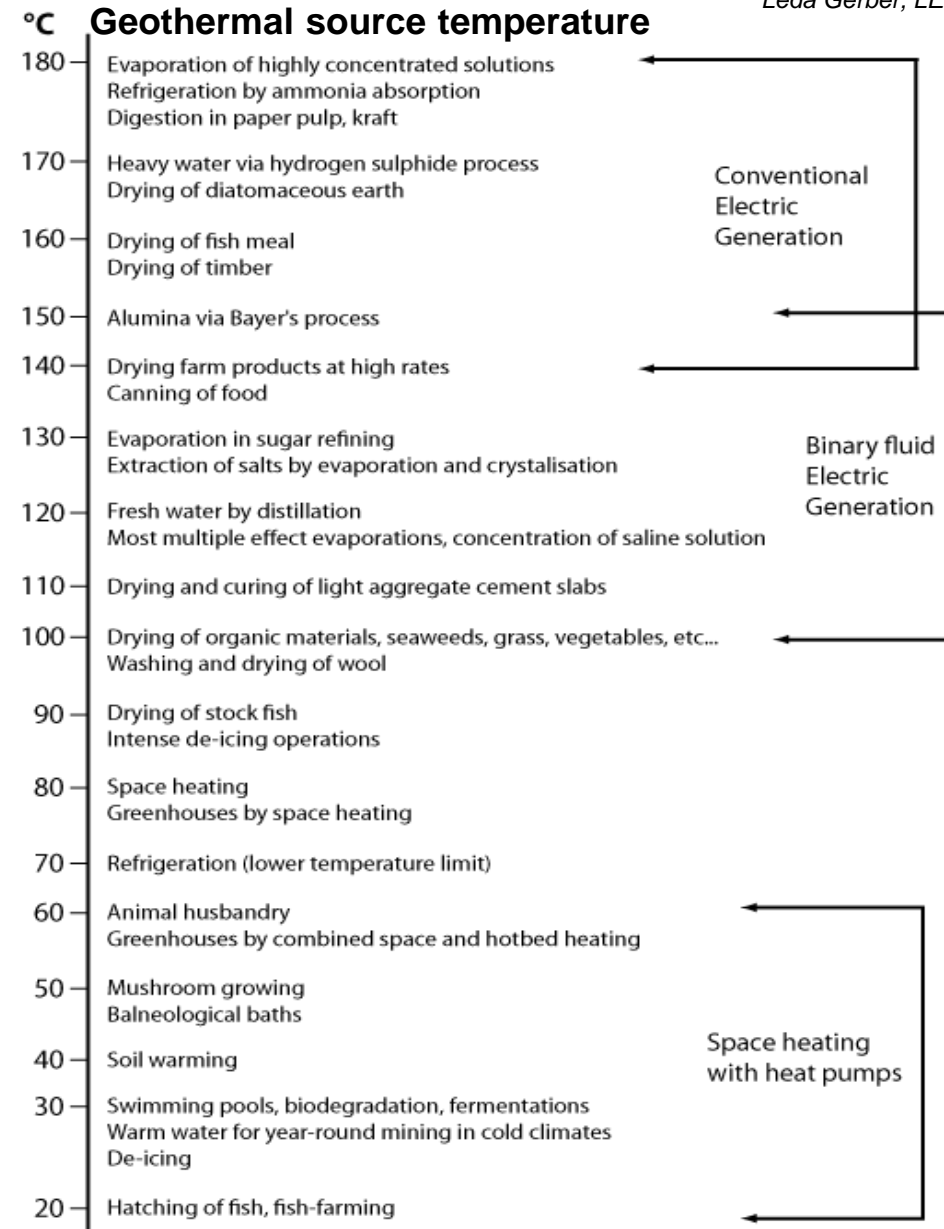 Leda Gerber, LE
°C Geothermal source temperature
180 Evaporation of highly concentrated solutions
Refrigeration by ammonia absorption
Digestion in paper pulp, kraft
170 Heavy water via hydrogen sulphide process
Drying of diatomaceous earth
Conventional
Electric
Generation
160 Drying of fish meal
Drying of timber
150 Alumina via Bayer's process
140 Drying farm products at high rates
Canning of food
130 Evaporation in sugar refining
Extraction of salts by evaporation and crystalisation
Binary fluid
Electric
Generation
120 Fresh water by distillation
Most multiple effect evaporations, concentration of saline solution
110 Drying and curing of light aggregate cement slabs
100 Drying of organic materials, seaweeds, grass, vegetables, etc...
Washing and drying of wool
90 Drying of stock fish
Intense de-icing operations
80 Space heating
Greenhouses by space heating
70 Refrigeration (lower temperature limit)
60 Animal husbandry
Greenhouses by combined space and hotbed heating
50 Mushroom growing
Balneological baths
Space heating
with heat pumps
40 Soil warming
30 Swimming pools, biodegradation, fermentations
Warm water for year-round mining in cold climates
De-icing
20 Hatching of fish, fish-farming